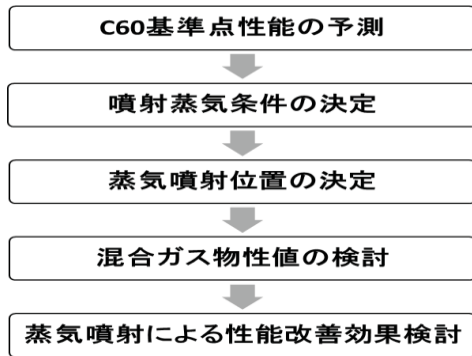 C60基準点性能の予測
噴射蒸気条件の決定
蒸気噴射位置の決定
混合ガス物性値の検討
蒸気噴射による性能改善効果検討